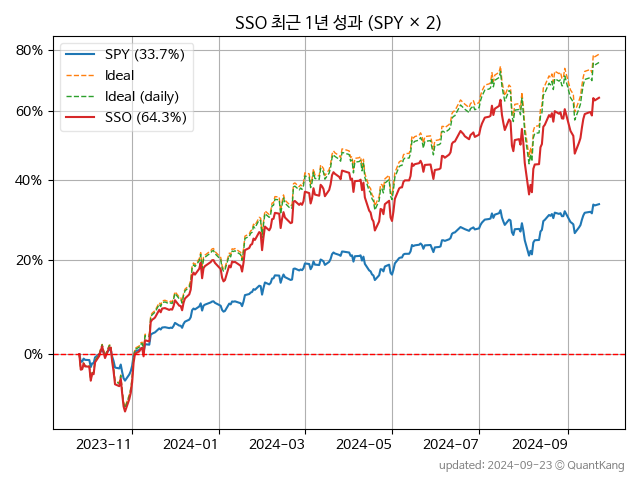 SSO 최근 1년 성과 (SPY × 2)
80%
60%
40%
20%
0%
SPY (33.7%)
Ideal
Ideal (daily)
SSO (64.3%)
2023-11
2024-01
2024-03
2024-05
2024-07
2024-09
updated: 2024-09-23 © QuantKang